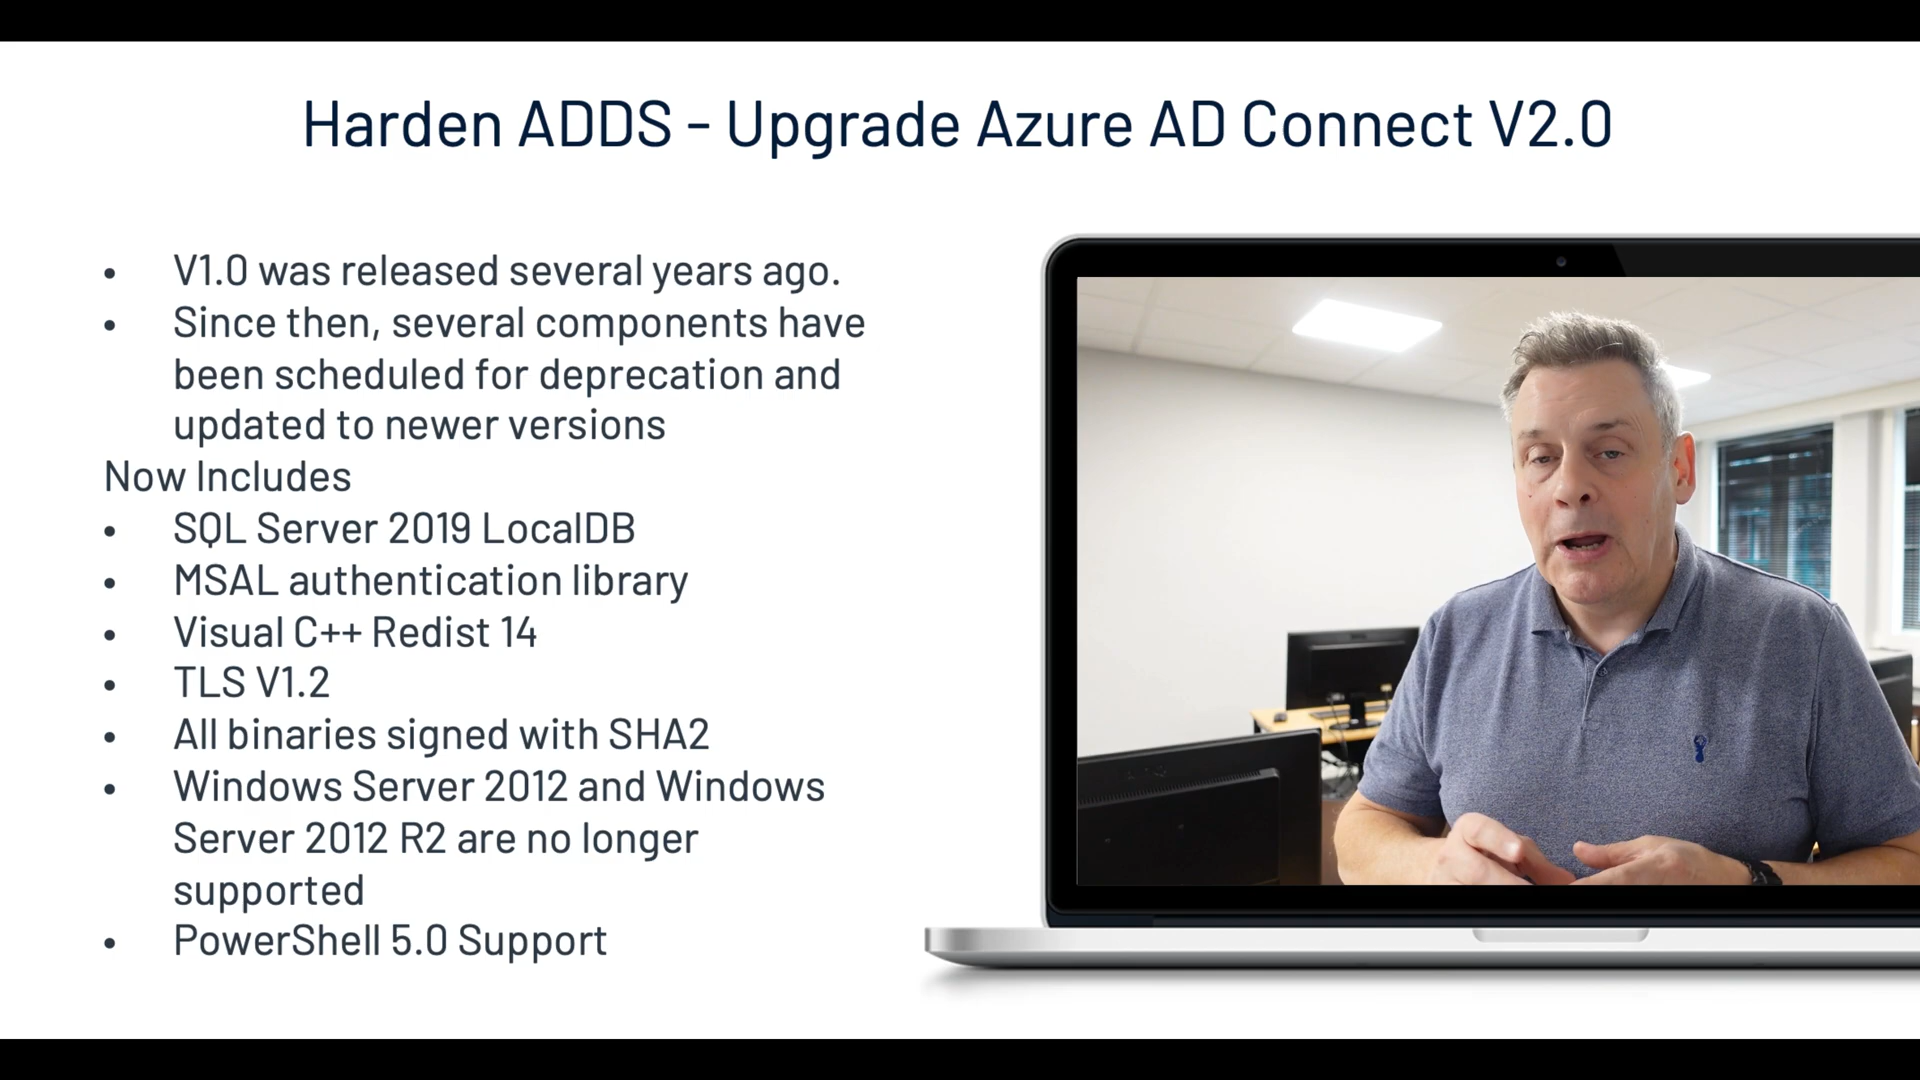 Harden ADDS - Upgrade Azure AD Connect V2.0
• V1.0 was released several years ago.
• Since then, several components have
been scheduled for deprecation and
updated to newer versions
Now Includes
• SQL Server 2019 LocalDB
• MSAL authentication library
• Visual C++ Redist 14
• TLS V1.2
• All binaries signed with SHA2
• Windows Server 2012 and Windows
Server 2012 R2 are no longer
supported
• PowerShell 5.0 Support